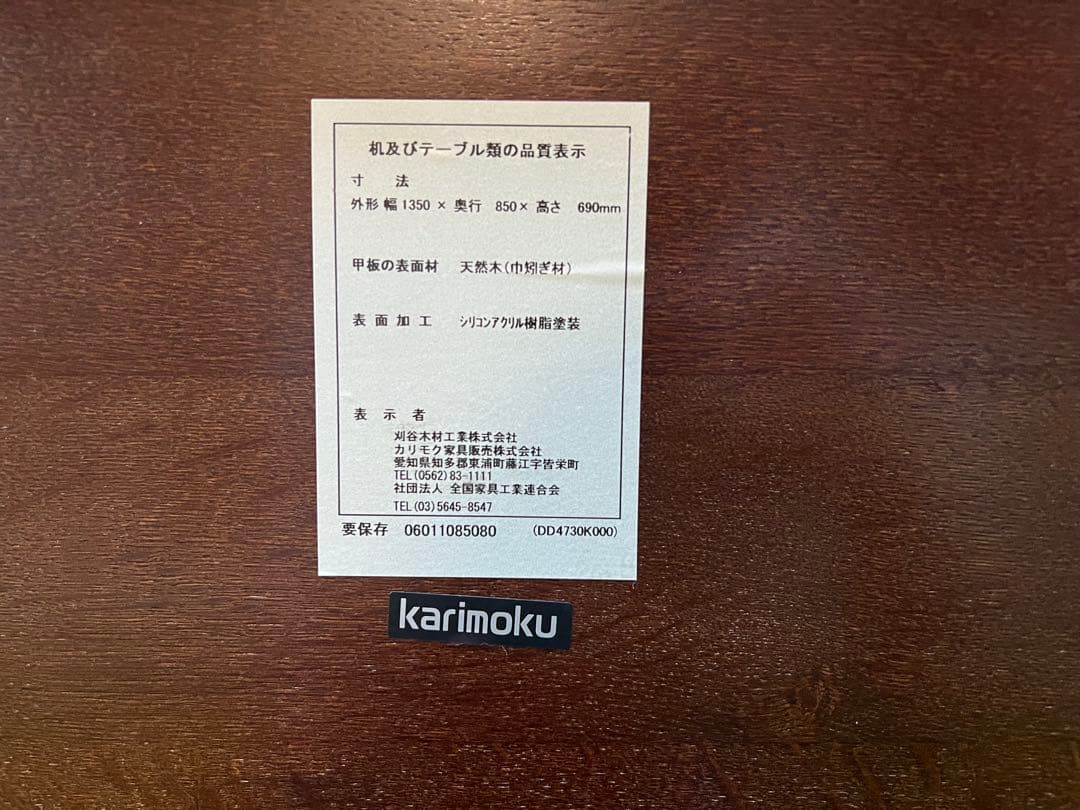 机及びテーブル類の品質表示
寸 法
外形 幅1350 × 奥行 850× 高さ 690mm
甲板の表面材 天然木(巾矧ぎ材)
表面加工 シリコンアクリル樹脂塗装
表示者
刈谷木材工業株式会社
カリモク家具販売株式会社
愛知県知多郡東浦町藤江字皆栄町
TEL(0562)83-1111
社団法人 全国家具工業連合会
TEL(03)5645-8547
要保存 06011085080 (DD4730K000)
karimoku